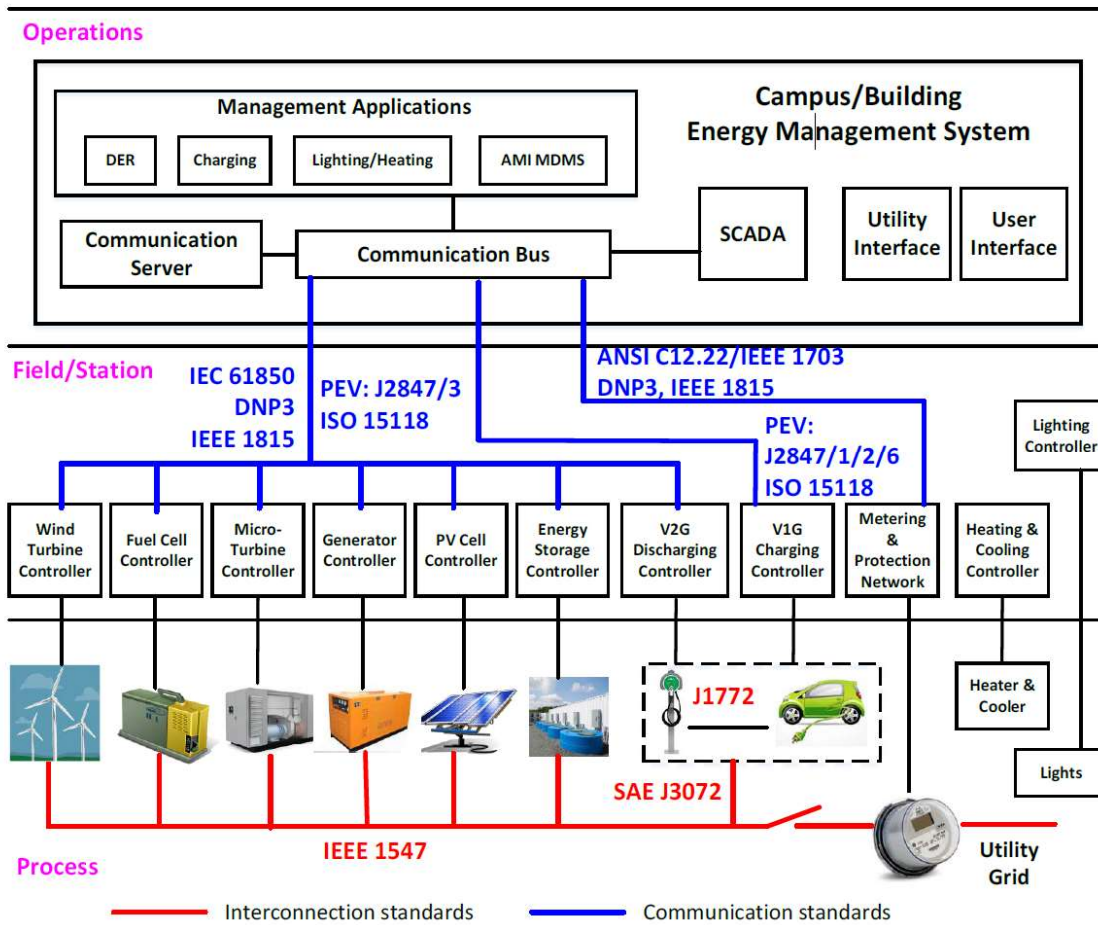 Operations
Management Applications
DER
Charging
Lighting/Heating
AMI MDMS
Campus/Building
Energy Management System
Communication
Server
Communication Bus
SCADA
Utility
Interface
User
Interface
Field/Station
IEC 61850
DNP3
IEEE 1815
PEV: J2847/3
ISO 15118
ANSI C12.22/IEEE 1703
DNP3, IEEE 1815
PEV:
J2847/1/2/6
ISO 15118
Lighting
Controller
Wind
Turbine
Controller
Fuel Cell
Controller
Micro-
Turbine
Controller
Generator
Controller
PV Cell
Controller
Energy
Storage
Controller
V2G
Discharging
Controller
V1G
Charging
Controller
Metering
&
Protection
Network
Heating &
Cooling
Controller
J1772
Heater &
Cooler
Lights
SAE J3072
IEEE 1547
Utility
Grid
Process
Interconnection standards
Communication standards